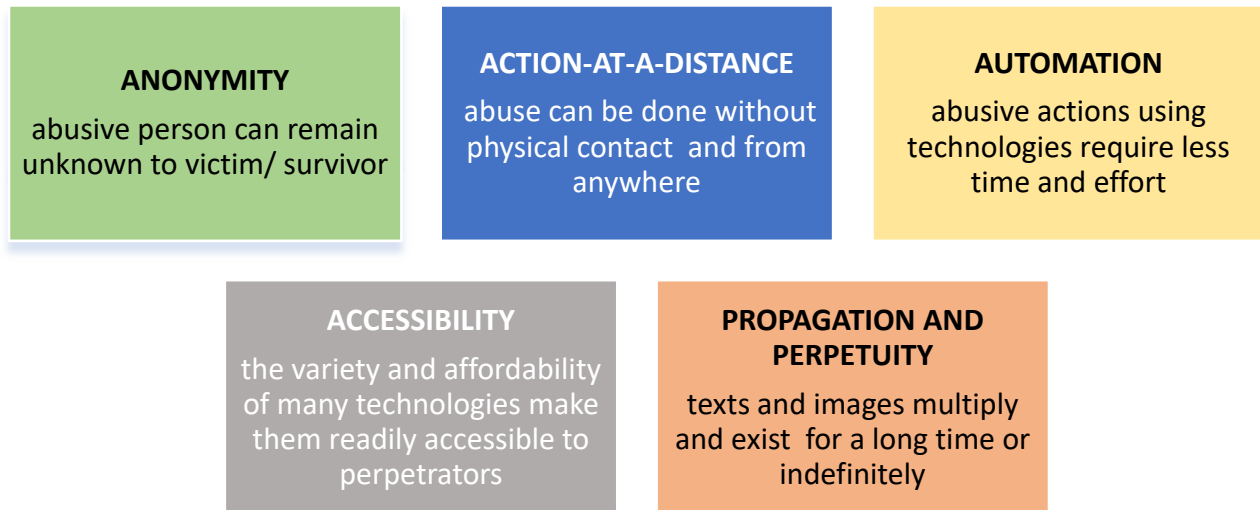 ANONYMITY
abusive person can remain
unknown to victim/ survivor
ACTION-AT-A-DISTANCE
abuse can be done without
physical contact  and from
anywhere
AUTOMATION
abusive actions using
technologies require less
time and effort
ACCESSIBILITY
the variety and affordability
of many technologies make
them readily accessible to
perpetrators
PROPAGATION AND
PERPETUITY
texts and images multiply
and exist  for a long time or
indefinitely